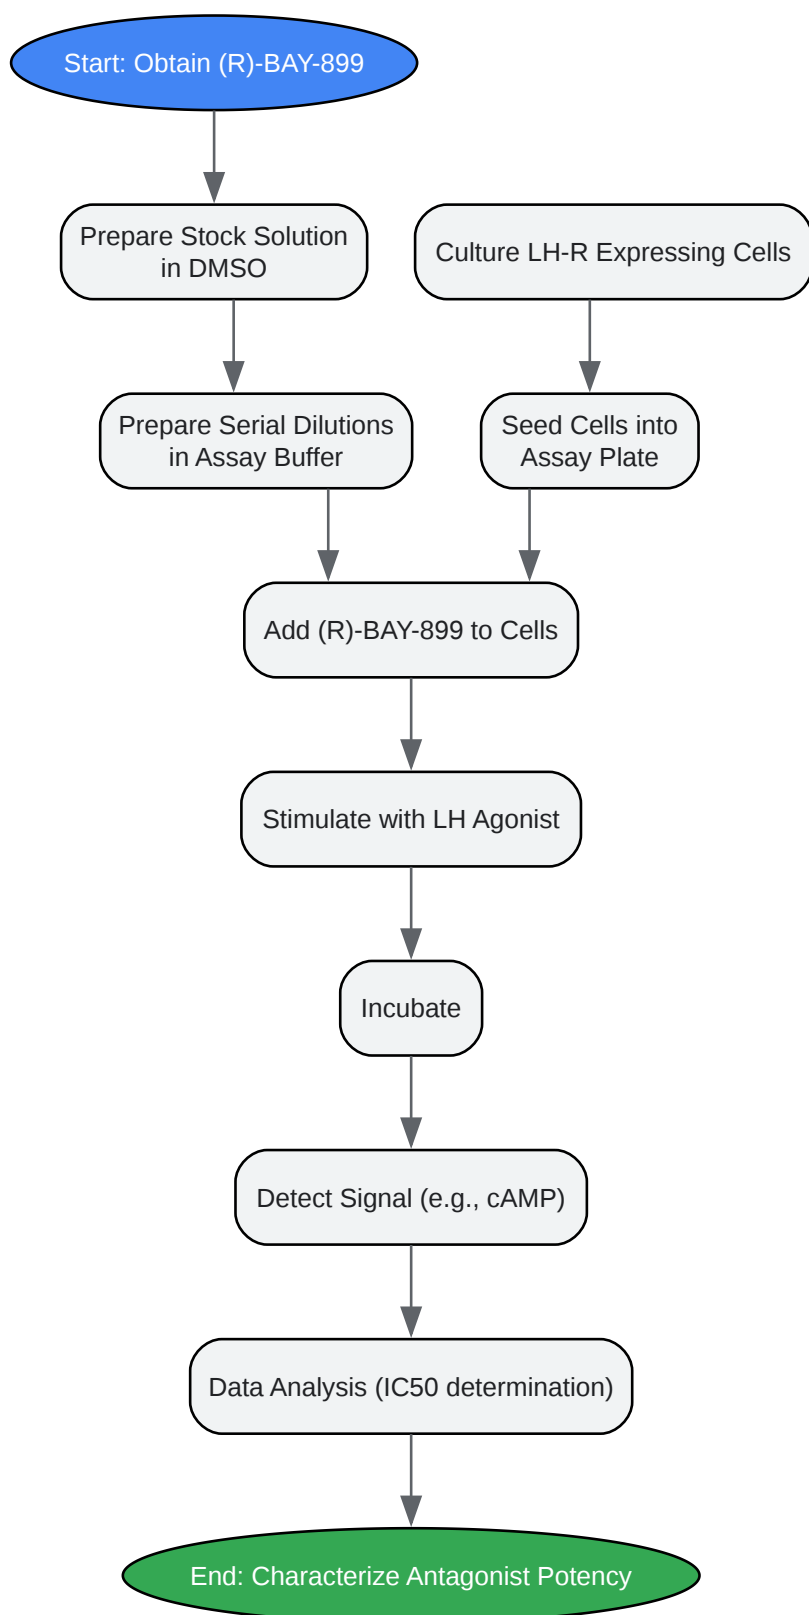 Start: Obtain (R)-BAY-899
Prepare Stock Solution
in DMSO
Culture LH-R Expressing Cells
Prepare Serial Dilutions
in Assay Buffer
Seed Cells into
Assay Plate
Add (R)-BAY-899 to Cells
Stimulate with LH Agonist
Incubate
Detect Signal (e.g., cAMP)
Data Analysis (IC50 determination)
End: Characterize Antagonist Potency